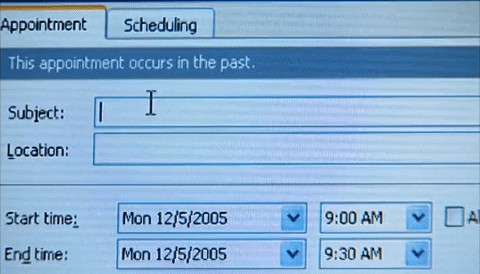 Appointment Scheduling
This appointment occurs in the past.
Subject:
Location:
Start time: Mon 12/5/2005 9:00 AM
End time: Mon 12/5/2005 9:30 AM